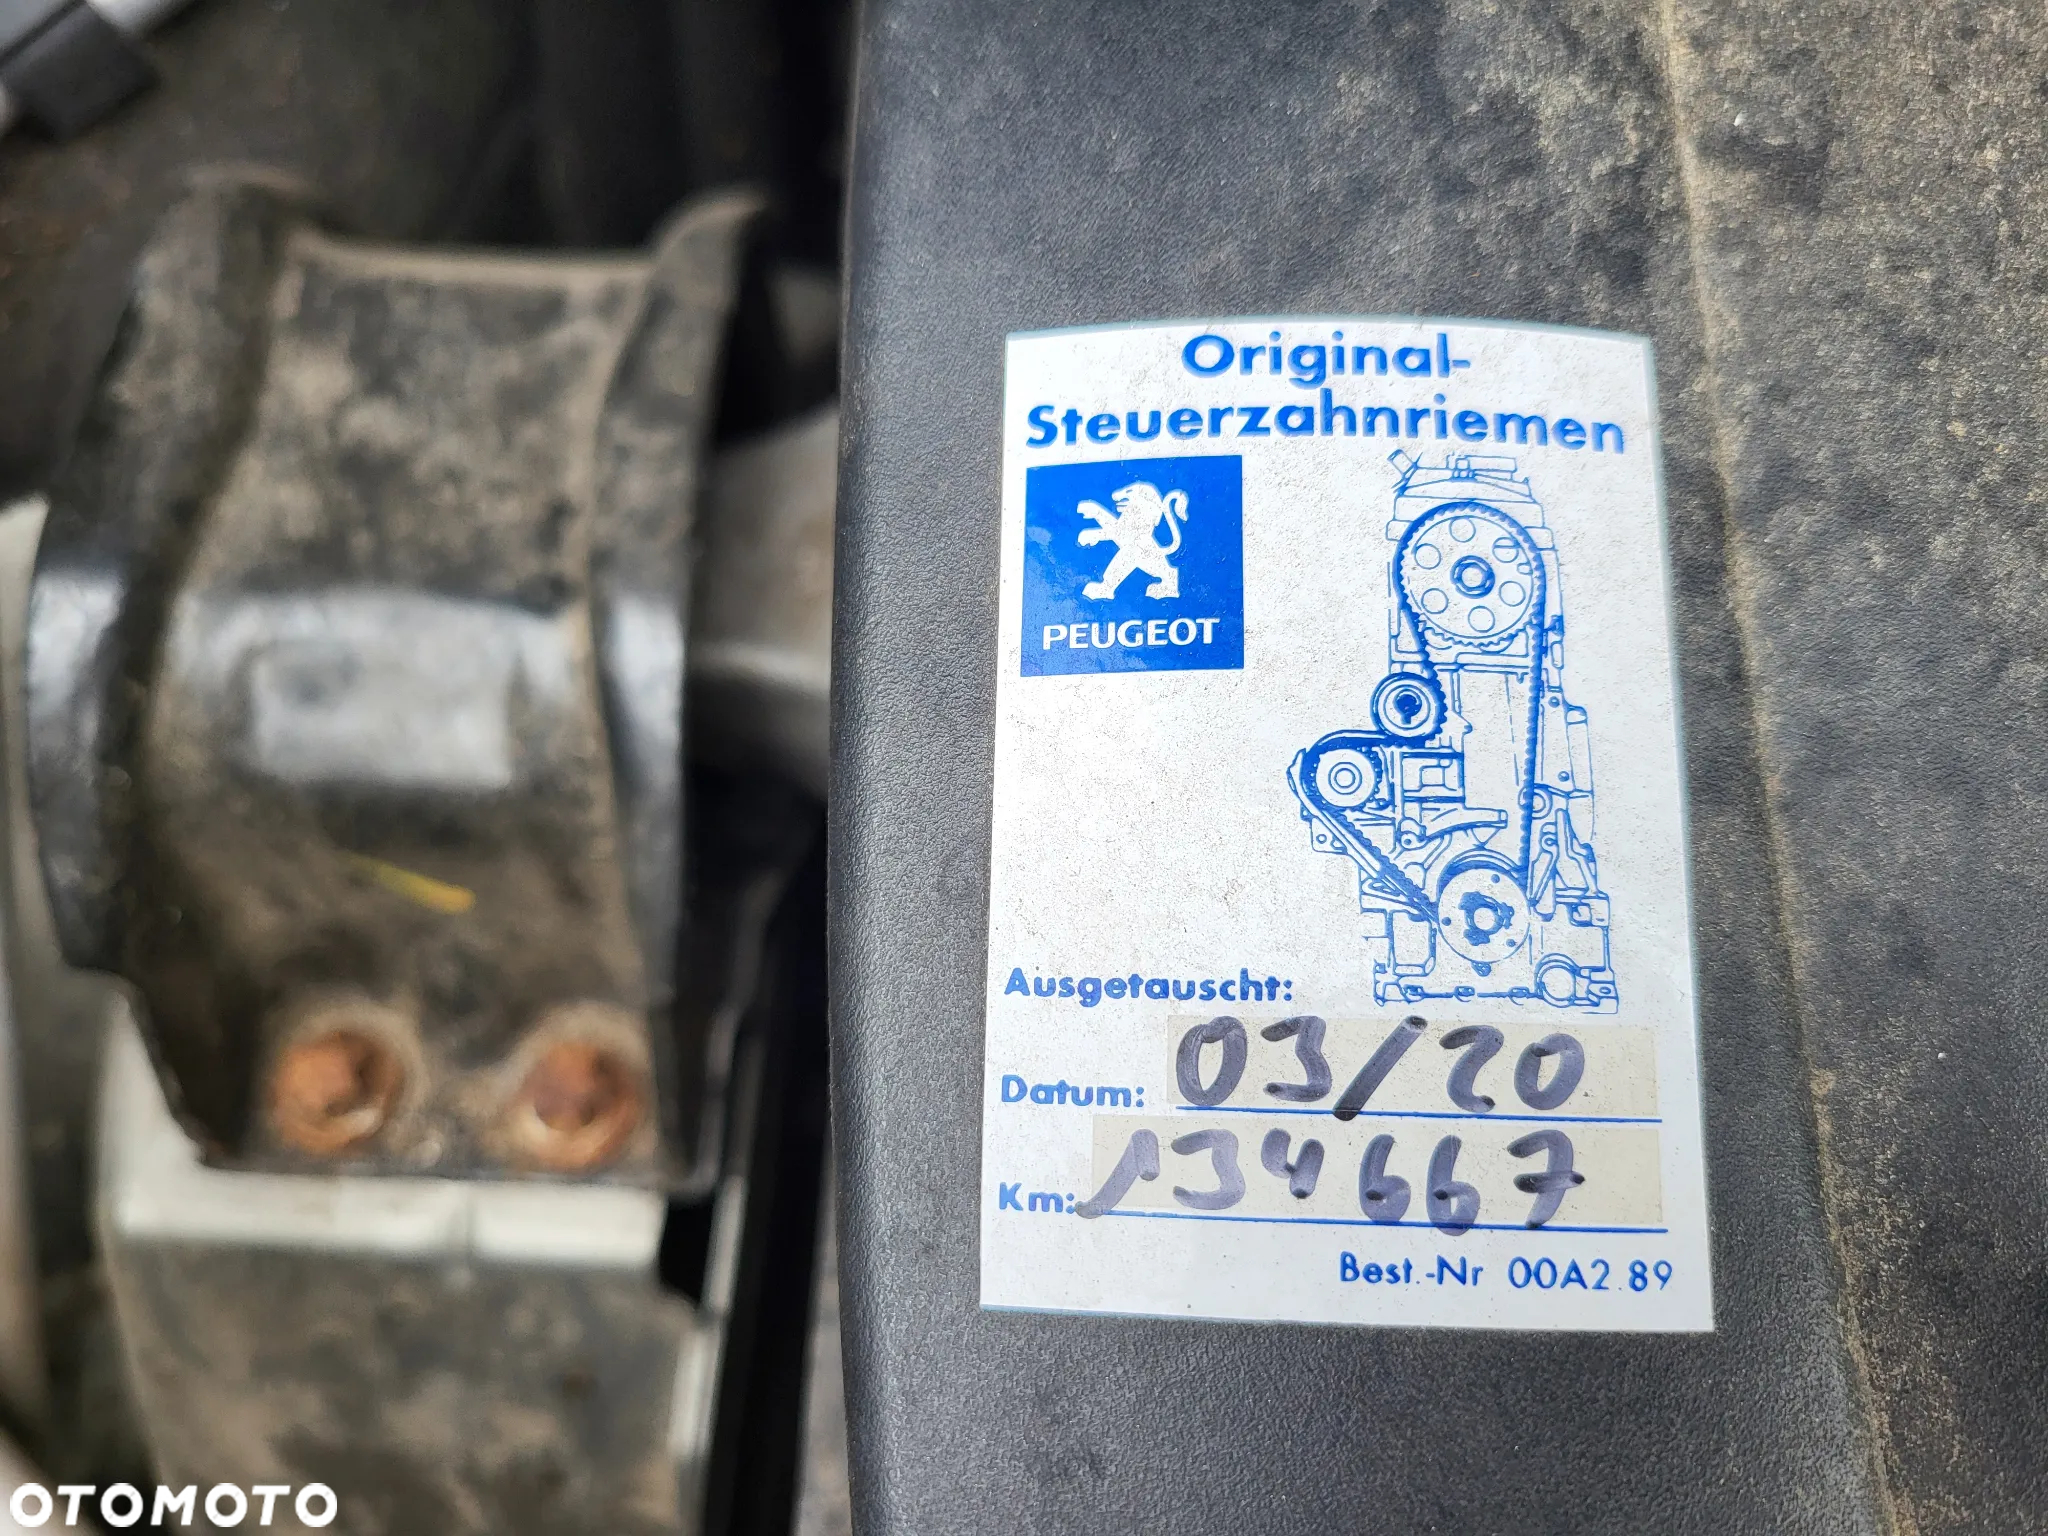 Original-
Steuerzahnriemen
PEUGEOT
Ausgetauscht:
Datum: 03/20
Km: 134667
Best.-Nr 00A2.89
OTOMOTO